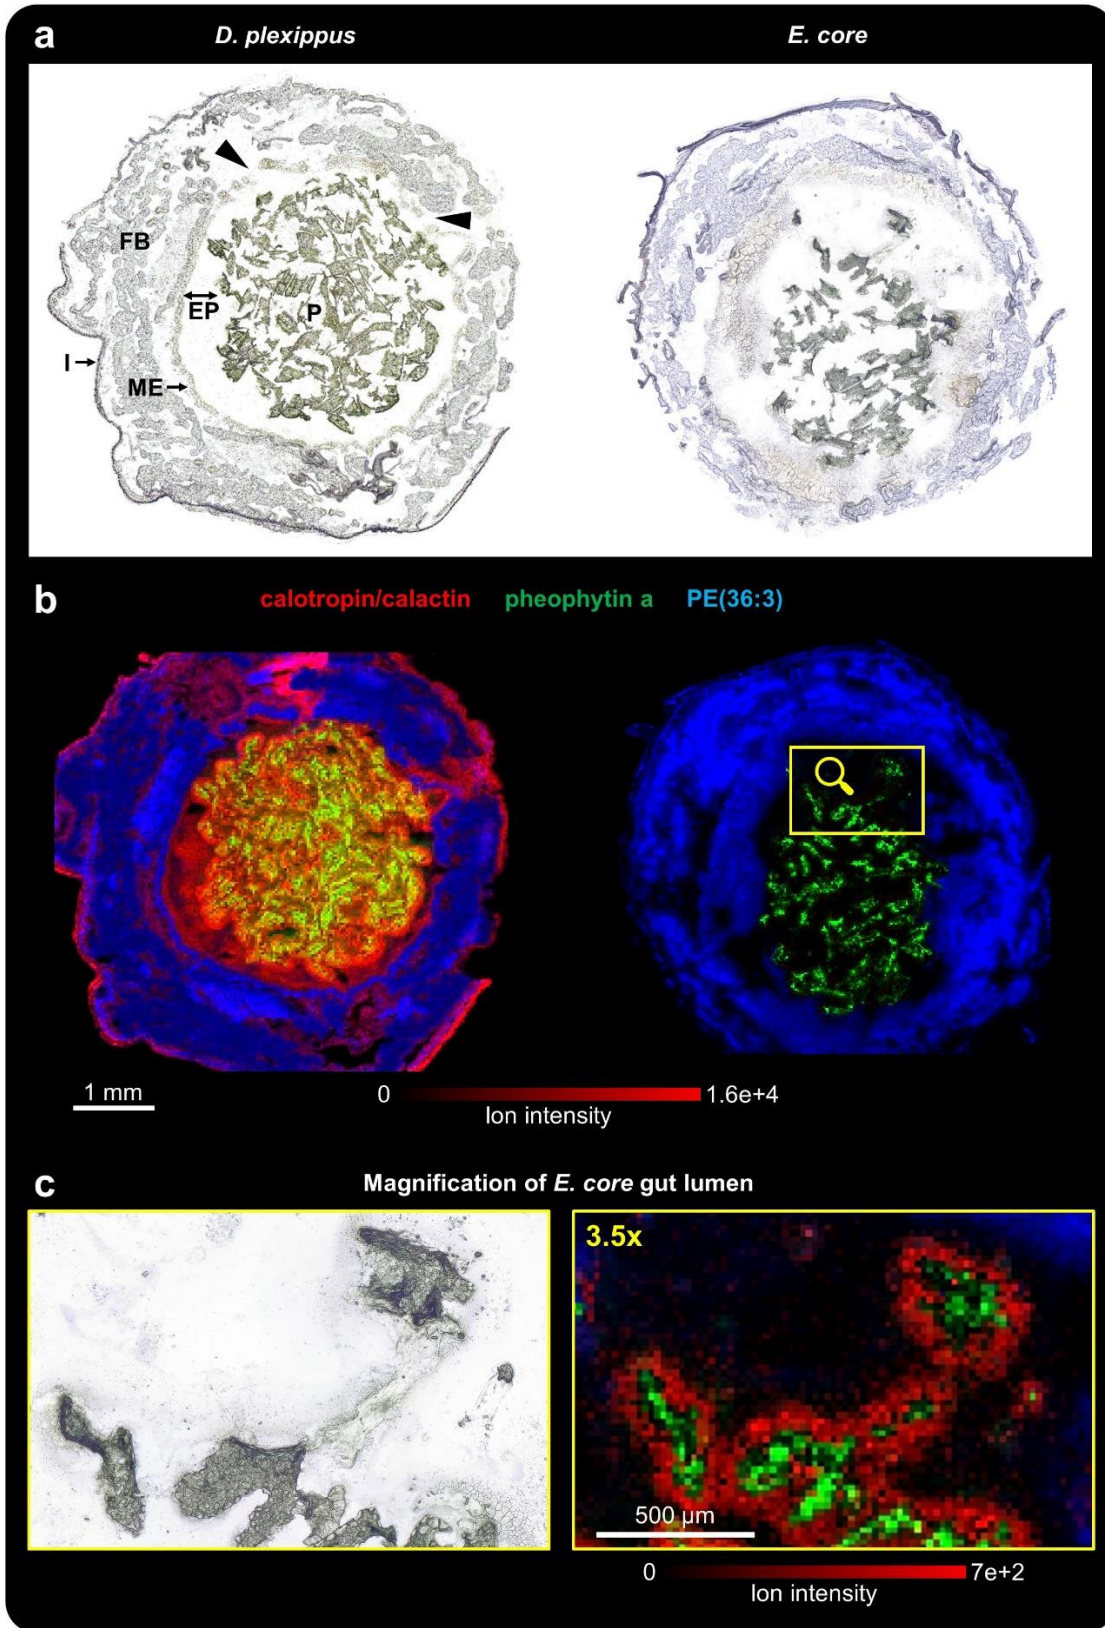 a
D. plexippus
E. core
FB
EP
P
I
ME
b
calotropin/calactin pheophytin a PE(36:3)
1 mm
0
1.6e+4
Ion intensity
c
Magnification of E. core gut lumen
3.5x
500 µm
0
7e+2
Ion intensity